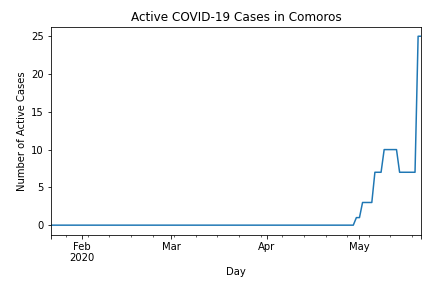 Active COVID-19 Cases in Comoros
Number of Active Cases
25
20
15
10
5
0
Feb
2020
Mar
Apr
May
Day